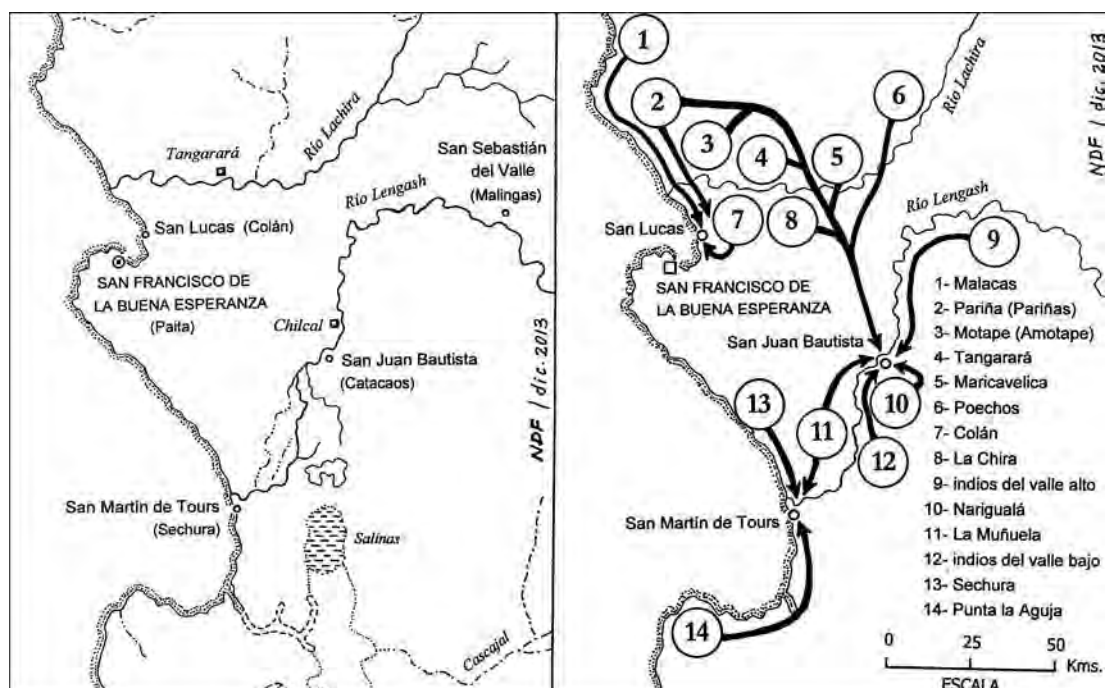 Tangarará
Río Lachira
San Sebastián
del Valle
(Malingas)
Río Lengash
San Lucas (Colán)
SAN FRANCISCO DE
LA BUENA ESPERANZA
(Paita)
Chilcal
San Juan Bautista
(Catacaos)
NDF / dic. 2013
San Martín de Tours
(Sechura)
Salinas
Cascajal
1
2
3
4
5
6
Río Lachira
NDF / dic. 2013
Río Lengash
San Lucas
7
8
9
SAN FRANCISCO DE
LA BUENA ESPERANZA
San Juan Bautista
10
11
12
13
San Martín de Tours
14
1- Malacas
2- Pariña (Pariñas)
3- Motape (Amotape)
4- Tangarará
5- Maricavelica
6- Poechos
7- Colán
8- La Chira
9- indios del valle alto
10- Narigualá
11- La Muñuela
12- indios del valle bajo
13- Sechura
14- Punta la Aguja
0 25 50
Kms.
ESCALA